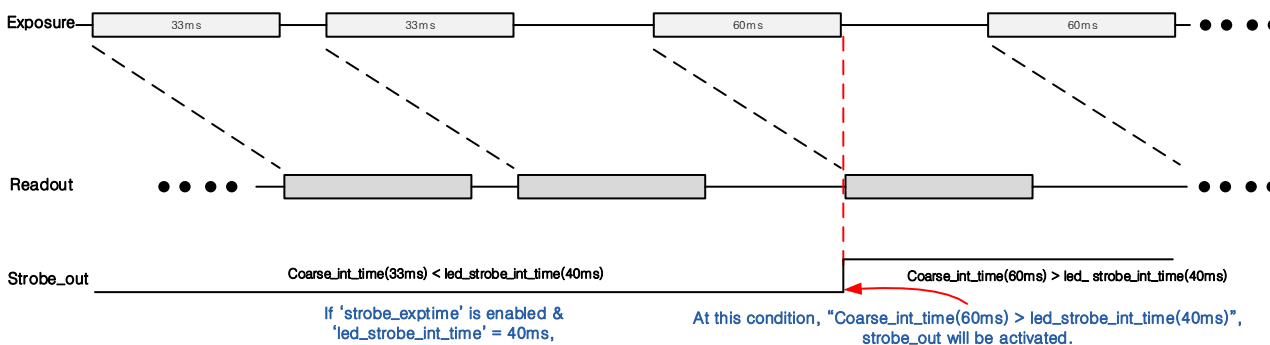 Exposure
33ms
33ms
60ms
60ms
Readout
Strobe_out
Coarse_int_time(33ms) < led_strobe_int_time(40ms)
Coarse_int_time(60ms) > led_ strobe_int_time(40ms)
If ‘strobe_exptime’ is enabled &
‘led_strobe_int_time’ = 40ms,
At this condition, “Coarse_int_time(60ms) > led_strobe_int_time(40ms)”,
strobe_out will be activated.